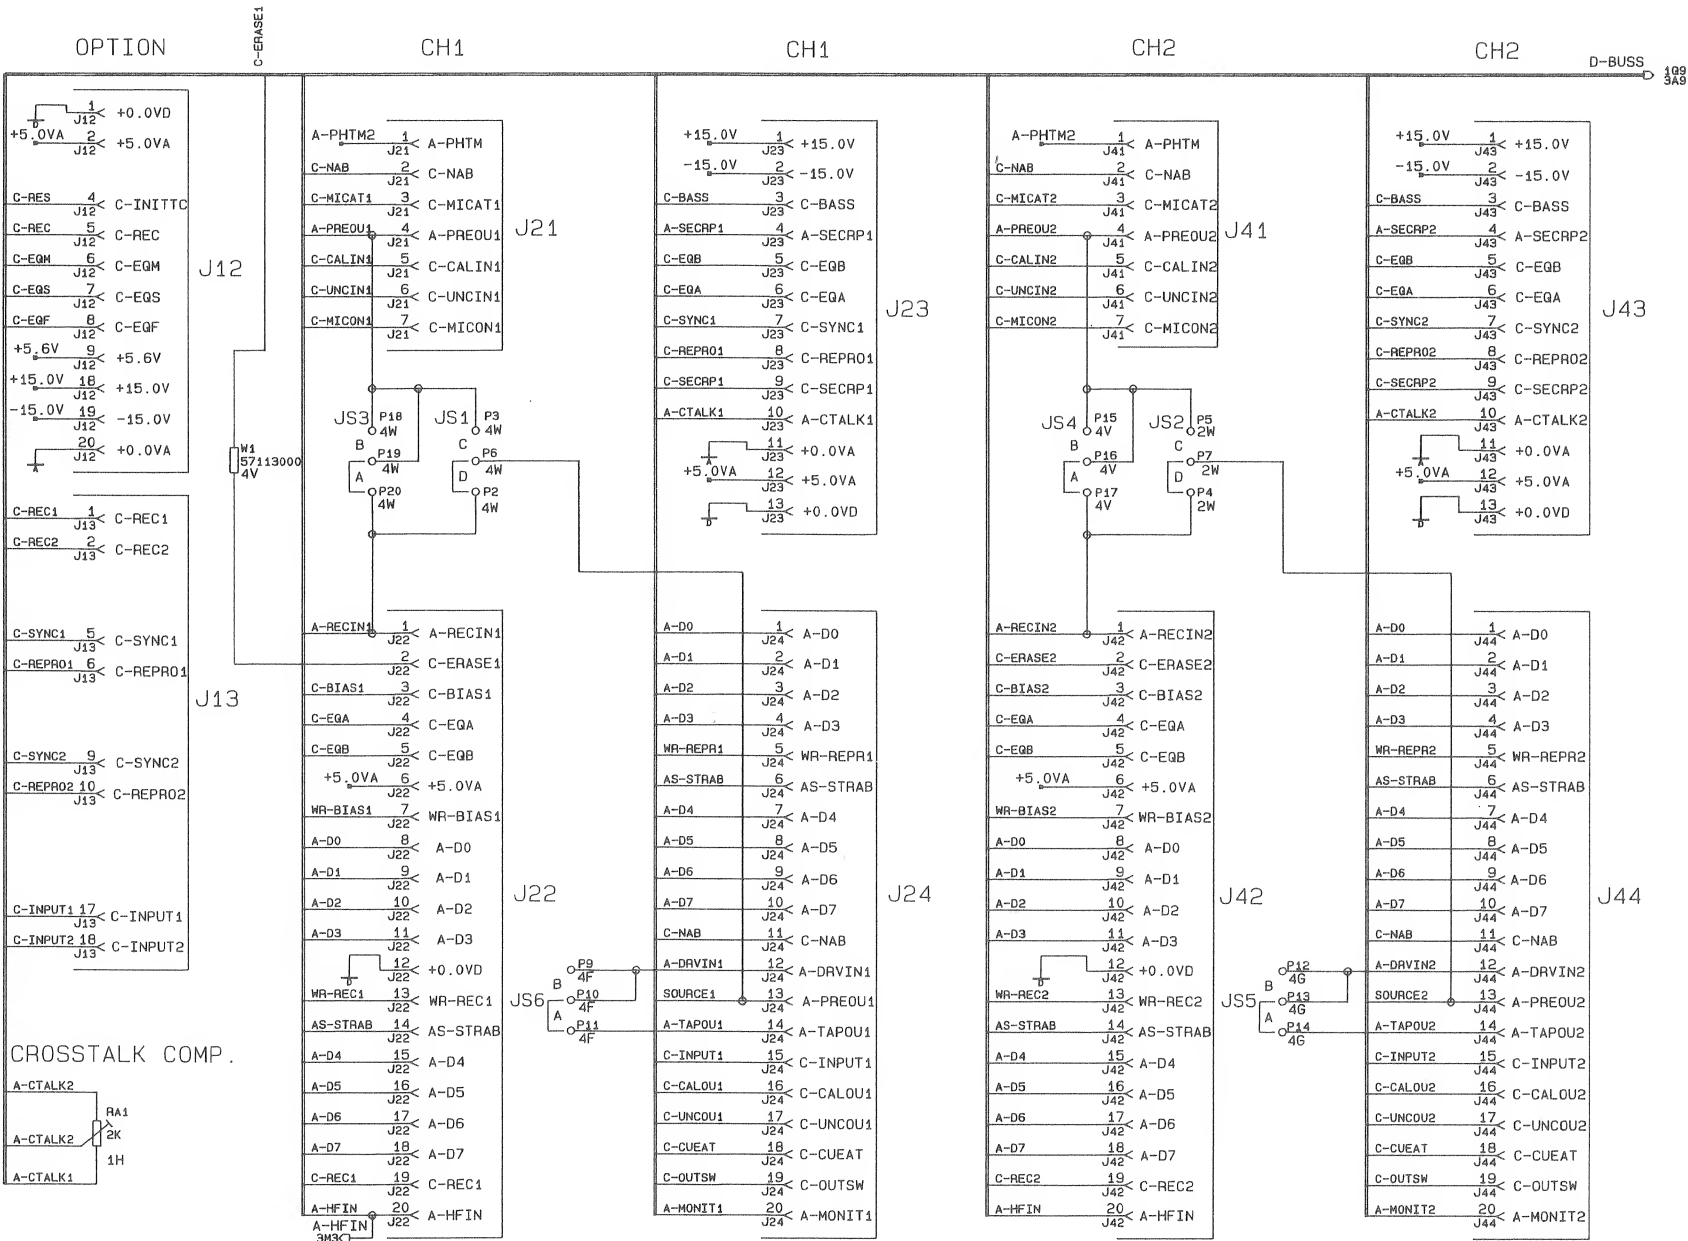 OPTION
C-ERASE1
CH1
CH1
CH2
CH2
D-BUSS
1Q9
3A9
D
1
J12
+0.0VD
+5.0VA
2
J12
+5.0VA
C-RES
4
J12
C-INITTC
C-REC
5
J12
C-REC
C-EQM
6
J12
C-EQM
C-EQS
7
J12
C-EQS
C-EQF
8
J12
C-EQF
+5.6V
9
J12
+5.6V
+15.0V
18
J12
+15.0V
-15.0V
19
J12
-15.0V
A
20
J12
+0.0VA
J12
C-REC1
1
J13
C-REC1
C-REC2
2
J13
C-REC2
C-SYNC1
5
J13
C-SYNC1
C-REPRO1
6
J13
C-REPRO1
C-SYNC2
9
J13
C-SYNC2
C-REPRO2
10
J13
C-REPRO2
C-INPUT1
17
J13
C-INPUT1
C-INPUT2
18
J13
C-INPUT2
J13
W1
57113000
4V
CROSSTALK COMP.
A-CTALK2
A-CTALK2
A-CTALK1
RA1
2K
1H
A-PHTM2
1
J21
A-PHTM
C-NAB
2
J21
C-NAB
C-MICAT1
3
J21
C-MICAT1
A-PREOU1
4
J21
A-PREOU1
C-CALIN1
5
J21
C-CALIN1
C-UNCIN1
6
J21
C-UNCIN1
C-MICON1
7
J21
C-MICON1
J21
JS3
P18
4W
B
P19
4W
A
P20
4W
JS1
P3
4W
C
P6
4W
D
P2
4W
A-RECIN1
1
J22
A-RECIN1
2
J22
C-ERASE1
C-BIAS1
3
J22
C-BIAS1
C-EQA
4
J22
C-EQA
C-EQB
5
J22
C-EQB
+5.0VA
6
J22
+5.0VA
WR-BIAS1
7
J22
WR-BIAS1
A-D0
8
J22
A-D0
A-D1
9
J22
A-D1
A-D2
10
J22
A-D2
A-D3
11
J22
A-D3
D
12
J22
+0.0VD
WR-REC1
13
J22
WR-REC1
AS-STRAB
14
J22
AS-STRAB
A-D4
15
J22
A-D4
A-D5
16
J22
A-D5
A-D6
17
J22
A-D6
A-D7
18
J22
A-D7
C-REC1
19
J22
C-REC1
A-HFIN
20
J22
A-HFIN
A-HFIN
3M3
J22
+15.0V
1
J23
+15.0V
-15.0V
2
J23
-15.0V
C-BASS
3
J23
C-BASS
A-SECRP1
4
J23
A-SECRP1
C-EQB
5
J23
C-EQB
C-EQA
6
J23
C-EQA
C-SYNC1
7
J23
C-SYNC1
C-REPRO1
8
J23
C-REPRO1
C-SECRP1
9
J23
C-SECRP1
A-CTALK1
10
J23
A-CTALK1
A
11
J23
+0.0VA
+5.0VA
12
J23
+5.0VA
D
13
J23
+0.0VD
J23
A-D0
1
J24
A-D0
A-D1
2
J24
A-D1
A-D2
3
J24
A-D2
A-D3
4
J24
A-D3
WR-REPR1
5
J24
WR-REPR1
AS-STRAB
6
J24
AS-STRAB
A-D4
7
J24
A-D4
A-D5
8
J24
A-D5
A-D6
9
J24
A-D6
A-D7
10
J24
A-D7
C-NAB
11
J24
C-NAB
A-DRVIN1
12
J24
A-DRVIN1
SOURCE1
13
J24
A-PREOU1
A-TAPOU1
14
J24
A-TAPOU1
C-INPUT1
15
J24
C-INPUT1
C-CALOU1
16
J24
C-CALOU1
C-UNCOU1
17
J24
C-UNCOU1
C-CUEAT
18
J24
C-CUEAT
C-OUTSW
19
J24
C-OUTSW
A-MONIT1
20
J24
A-MONIT1
J24
JS6
P9
4F
B
P10
4F
A
P11
4F
A-PHTM2
1
J41
A-PHTM
C-NAB
2
J41
C-NAB
C-MICAT2
3
J41
C-MICAT2
A-PREOU2
4
J41
A-PREOU2
C-CALIN2
5
J41
C-CALIN2
C-UNCIN2
6
J41
C-UNCIN2
C-MICON2
7
J41
C-MICON2
J41
JS4
P15
4V
B
P16
4V
A
P17
4V
JS2
P5
2W
C
P7
2W
D
P4
2W
A-RECIN2
1
J42
A-RECIN2
C-ERASE2
2
J42
C-ERASE2
C-BIAS2
3
J42
C-BIAS2
C-EQA
4
J42
C-EQA
C-EQB
5
J42
C-EQB
+5.0VA
6
J42
+5.0VA
WR-BIAS2
7
J42
WR-BIAS2
A-D0
8
J42
A-D0
A-D1
9
J42
A-D1
A-D2
10
J42
A-D2
A-D3
11
J42
A-D3
D
12
J42
+0.0VD
WR-REC2
13
J42
WR-REC2
AS-STRAB
14
J42
AS-STRAB
A-D4
15
J42
A-D4
A-D5
16
J42
A-D5
A-D6
17
J42
A-D6
A-D7
18
J42
A-D7
C-REC2
19
J42
C-REC2
A-HFIN
20
J42
A-HFIN
J42
+15.0V
1
J43
+15.0V
-15.0V
2
J43
-15.0V
C-BASS
3
J43
C-BASS
A-SECRP2
4
J43
A-SECRP2
C-EQB
5
J43
C-EQB
C-EQA
6
J43
C-EQA
C-SYNC2
7
J43
C-SYNC2
C-REPRO2
8
J43
C-REPRO2
C-SECRP2
9
J43
C-SECRP2
A-CTALK2
10
J43
A-CTALK2
A
11
J43
+0.0VA
+5.0VA
12
J43
+5.0VA
D
13
J43
+0.0VD
J43
A-D0
1
J44
A-D0
A-D1
2
J44
A-D1
A-D2
3
J44
A-D2
A-D3
4
J44
A-D3
WR-REPR2
5
J44
WR-REPR2
AS-STRAB
6
J44
AS-STRAB
A-D4
7
J44
A-D4
A-D5
8
J44
A-D5
A-D6
9
J44
A-D6
A-D7
10
J44
A-D7
C-NAB
11
J44
C-NAB
A-DRVIN2
12
J44
A-DRVIN2
SOURCE2
13
J44
A-PREOU2
A-TAPOU2
14
J44
A-TAPOU2
C-INPUT2
15
J44
C-INPUT2
C-CALOU2
16
J44
C-CALOU2
C-UNCOU2
17
J44
C-UNCOU2
C-CUEAT
18
J44
C-CUEAT
C-OUTSW
19
J44
C-OUTSW
A-MONIT2
20
J44
A-MONIT2
J44
JS5
P12
4G
B
P13
4G
A
P14
4G